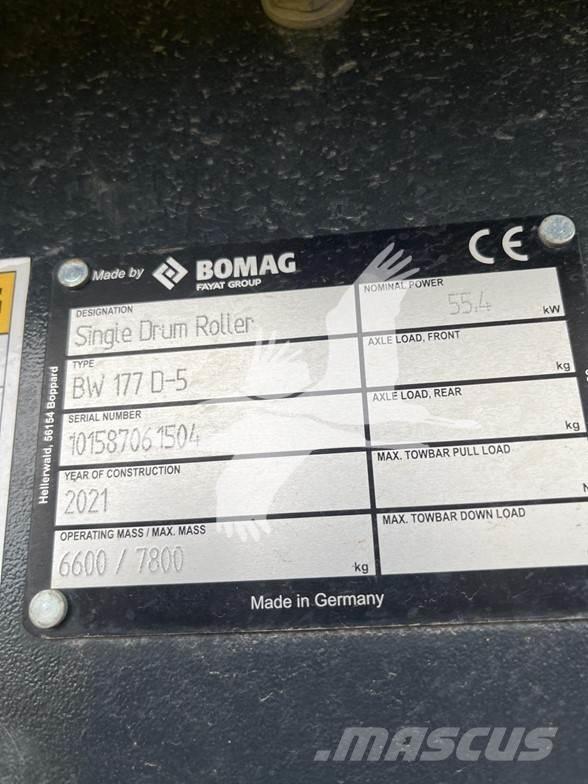 Made by BOMAG CE
FAYAT GROUP
DESIGNATION
Single Drum Roller
TYPE
BW 177 D-5
SERIAL NUMBER
101587061504
YEAR OF CONSTRUCTION
2021
OPERATING MASS / MAX. MASS
6600 / 7800 kg
NOMINAL POWER
55.4 kW
AXLE LOAD, FRONT
kg
AXLE LOAD, REAR
kg
MAX. TOWBAR PULL LOAD
N
MAX. TOWBAR DOWN LOAD
Made in Germany
Hellerwald, 56154 Boppard
MASCUS